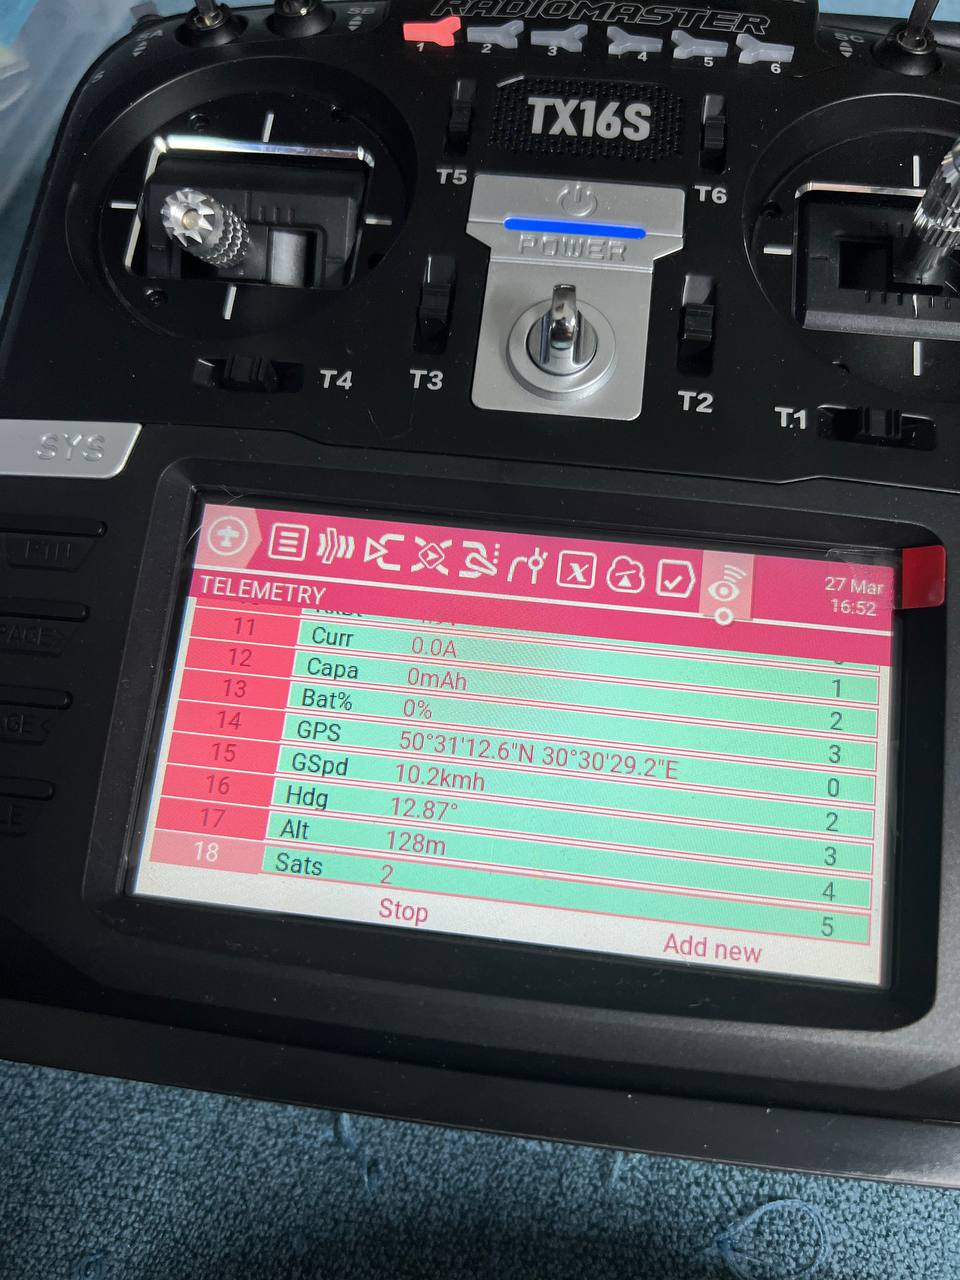 RADIOMASTER
1 2 3 4 5 6
TX16S
T5
T6
POWER
T4
T3
T2
T1
SYS
TELEMETRY
27 Mar
16:52
11 Curr 0.0A 1
12 Capa 0mAh 2
13 Bat% 0% 3
14 GPS 50°31'12.6"N 30°30'29.2"E 0
15 GSpd 10.2kmh 2
16 Hdg 12.87° 3
17 Alt 128m 4
18 Sats 2 5
Stop
Add new